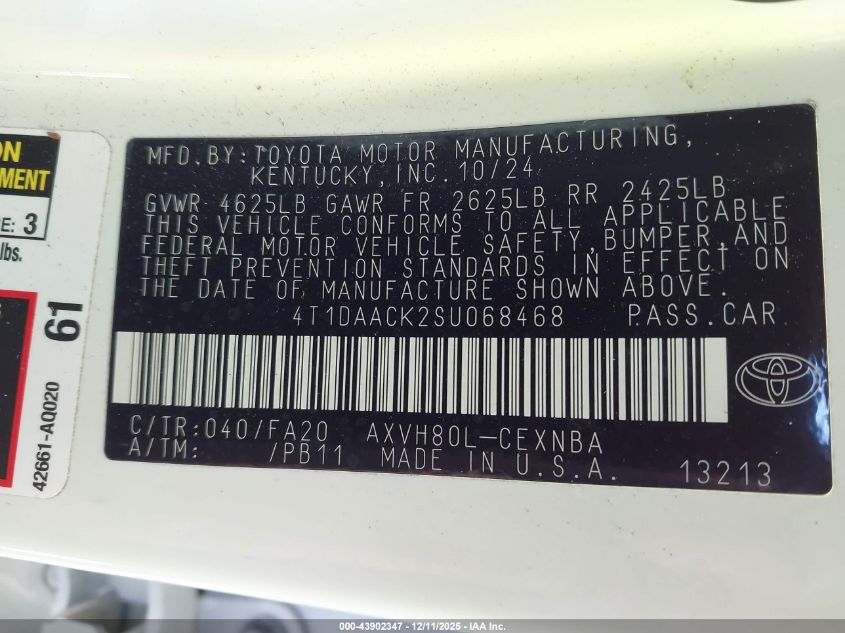 ON
MENT
E: 3
lbs.
61
42661-AQ020
MFD.BY:TOYOTA MOTOR MANUFACTURING,
KENTUCKY, INC. 10/24
GVWR 4625LB GAWR FR 2625LB RR 2425LB
THIS VEHICLE CONFORMS TO ALL APPLICABLE
FEDERAL MOTOR VEHICLE SAFETY,BUMPER,AND
THEFT PREVENTION STANDARDS IN EFFECT ON
THE DATE OF MANUFACTURE SHOWN ABOVE.
4T1DAACK2SU068468 PASS.CAR
C/TR:040/FA20 AXVH80L-CEXNBA
A/TM: /PB11 MADE IN U.S.A. 13213
000-43902347 • 12/11/2025 • IAA Inc.